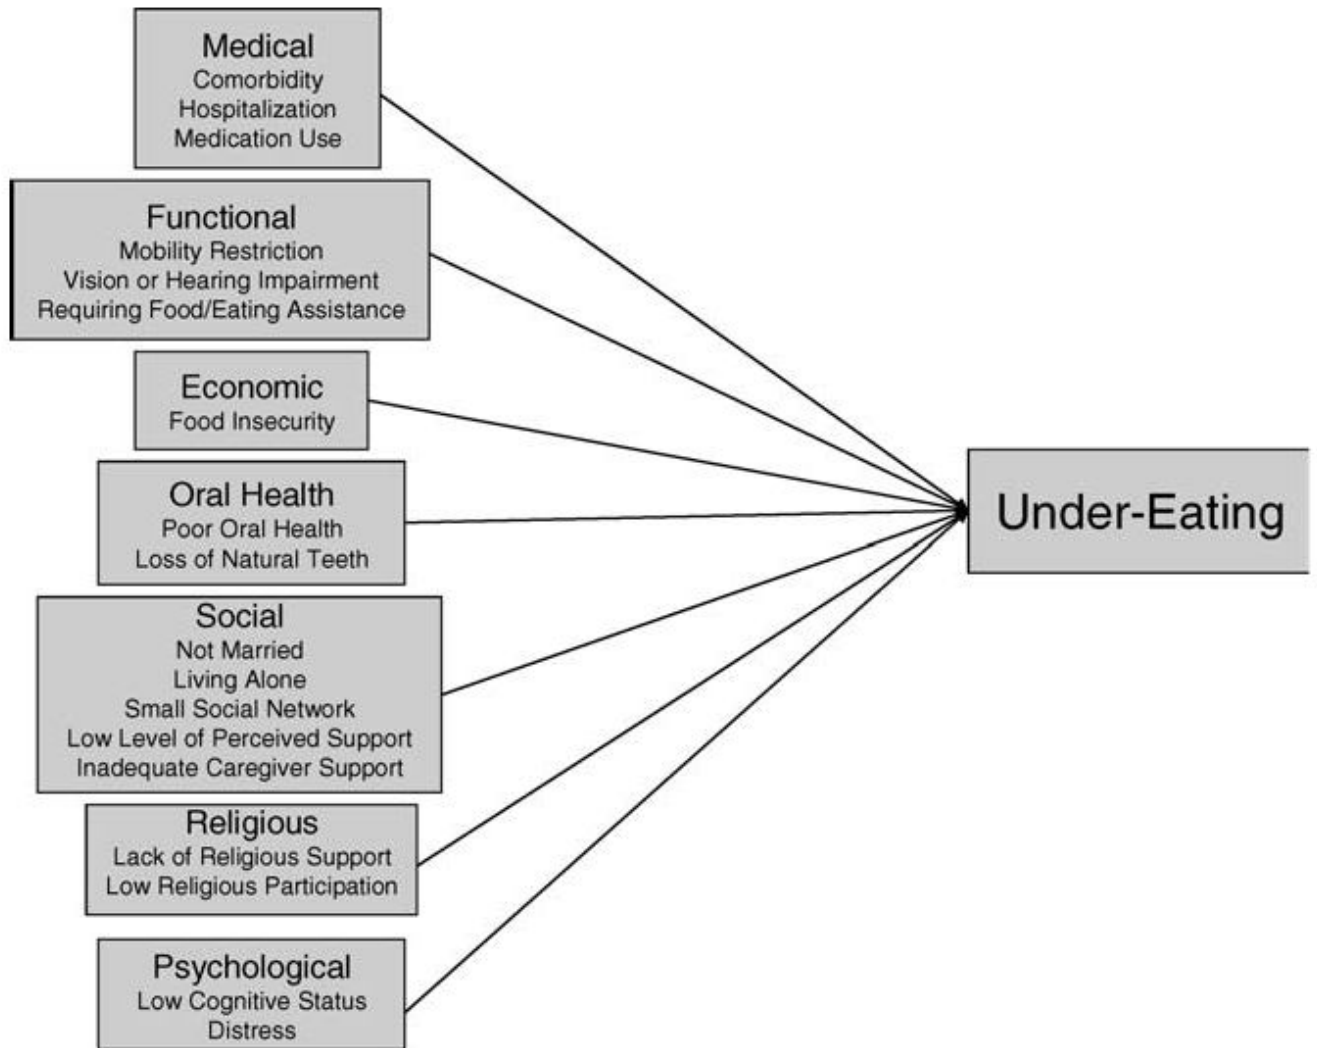 Medical
Comorbidity
Hospitalization
Medication Use
Functional
Mobility Restriction
Vision or Hearing Impairment
Requiring Food/Eating Assistance
Economic
Food Insecurity
Oral Health
Poor Oral Health
Loss of Natural Teeth
Social
Not Married
Living Alone
Small Social Network
Low Level of Perceived Support
Inadequate Caregiver Support
Religious
Lack of Religious Support
Low Religious Participation
Psychological
Low Cognitive Status
Distress
Under-Eating